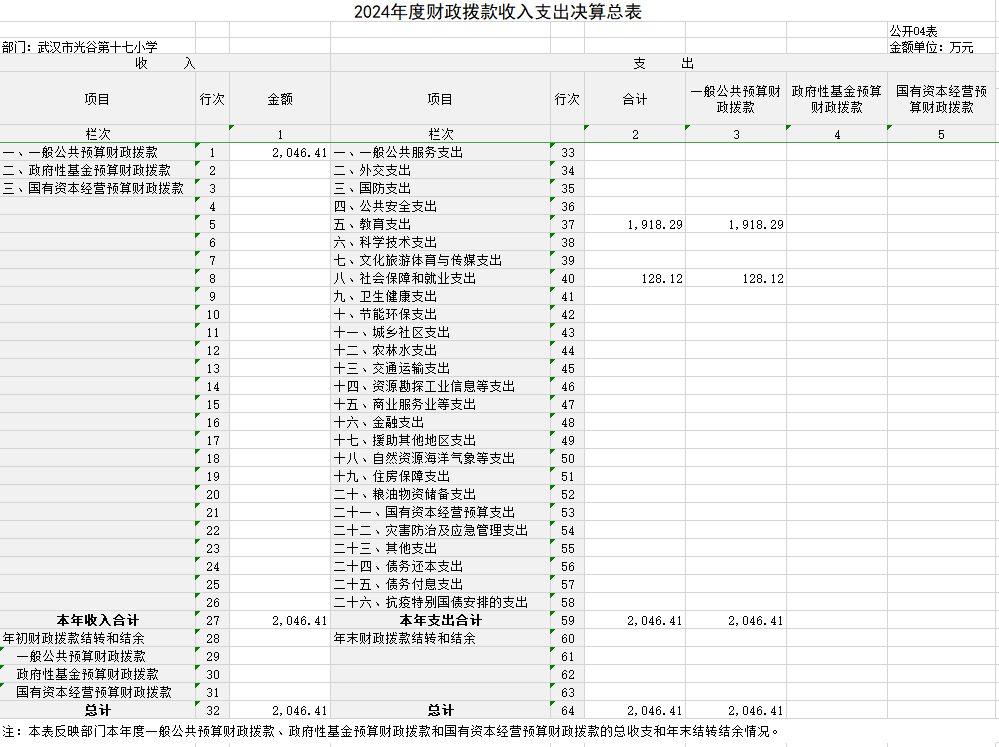 2024年度财政拨款收入支出决算总表
公开04表
部门：武汉市光谷第十七小学 金额单位：万元
收 入 支 出
项目 行次 金额 项目 行次 合计 一般公共预算财政拨款 政府性基金预算财政拨款 国有资本经营预算财政拨款
栏次 1 栏次 2 3 4 5
一、一般公共预算财政拨款 1 2,046.41 一、一般公共服务支出 33
二、政府性基金预算财政拨款 2 二、外交支出 34
三、国有资本经营预算财政拨款 3 三、国防支出 35
4 四、公共安全支出 36
5 五、教育支出 37 1,918.29 1,918.29
6 六、科学技术支出 38
7 七、文化旅游体育与传媒支出 39
8 八、社会保障和就业支出 40 128.12 128.12
9 九、卫生健康支出 41
10 十、节能环保支出 42
11 十一、城乡社区支出 43
12 十二、农林水支出 44
13 十三、交通运输支出 45
14 十四、资源勘探工业信息等支出 46
15 十五、商业服务业等支出 47
16 十六、金融支出 48
17 十七、援助其他地区支出 49
18 十八、自然资源海洋气象等支出 50
19 十九、住房保障支出 51
20 二十、粮油物资储备支出 52
21 二十一、国有资本经营预算支出 53
22 二十二、灾害防治及应急管理支出 54
23 二十三、其他支出 55
24 二十四、债务还本支出 56
25 二十五、债务付息支出 57
26 二十六、抗疫特别国债安排的支出 58
本年收入合计 27 2,046.41 本年支出合计 59 2,046.41 2,046.41
年初财政拨款结转和结余 28 年末财政拨款结转和结余 60
一般公共预算财政拨款 29 61
政府性基金预算财政拨款 30 62
国有资本经营预算财政拨款 31 63
总计 32 2,046.41 总计 64 2,046.41 2,046.41
注：本表反映部门本年度一般公共预算财政拨款、政府性基金预算财政拨款和国有资本经营预算财政拨款的总收支和年末结转结余情况。